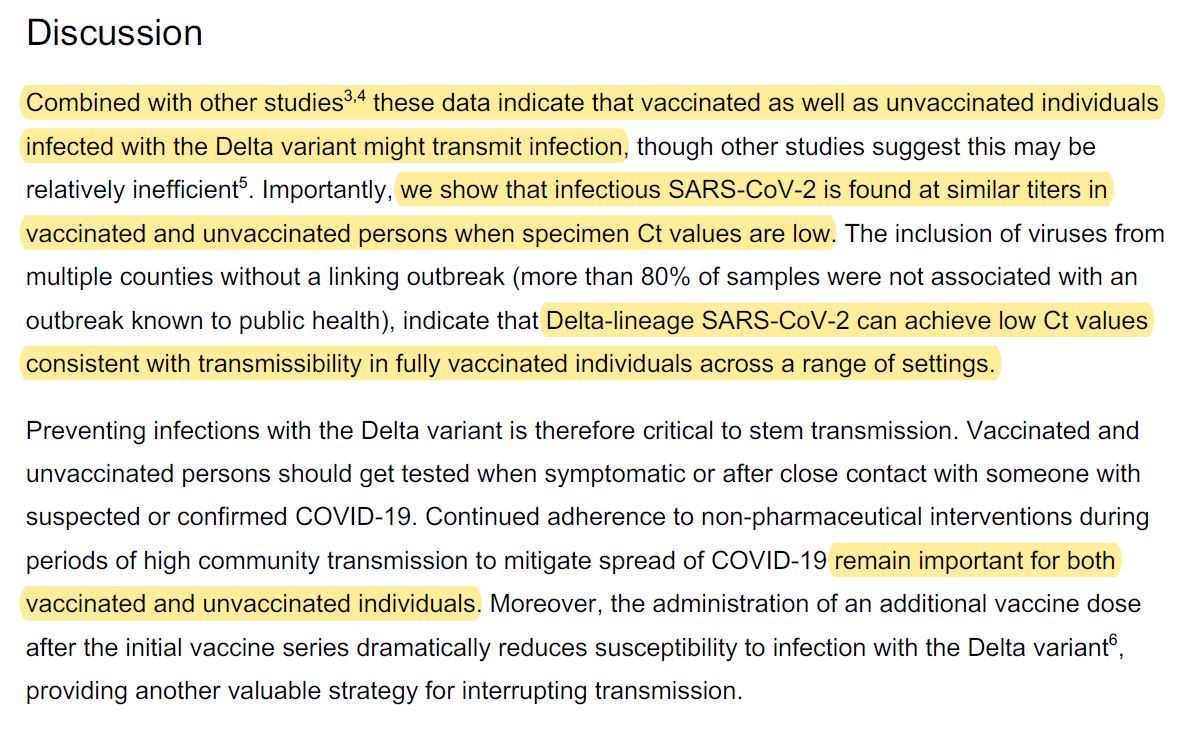 Discussion
Combined with other studies3,4 these data indicate that vaccinated as well as unvaccinated individuals
infected with the Delta variant might transmit infection, though other studies suggest this may be
relatively inefficient5. Importantly, we show that infectious SARS-CoV-2 is found at similar titers in
vaccinated and unvaccinated persons when specimen Ct values are low. The inclusion of viruses from
multiple counties without a linking outbreak (more than 80% of samples were not associated with an
outbreak known to public health), indicate that Delta-lineage SARS-CoV-2 can achieve low Ct values
consistent with transmissibility in fully vaccinated individuals across a range of settings.
Preventing infections with the Delta variant is therefore critical to stem transmission. Vaccinated and
unvaccinated persons should get tested when symptomatic or after close contact with someone with
suspected or confirmed COVID-19. Continued adherence to non-pharmaceutical interventions during
periods of high community transmission to mitigate spread of COVID-19 remain important for both
vaccinated and unvaccinated individuals. Moreover, the administration of an additional vaccine dose
after the initial vaccine series dramatically reduces susceptibility to infection with the Delta variant6,
providing another valuable strategy for interrupting transmission.